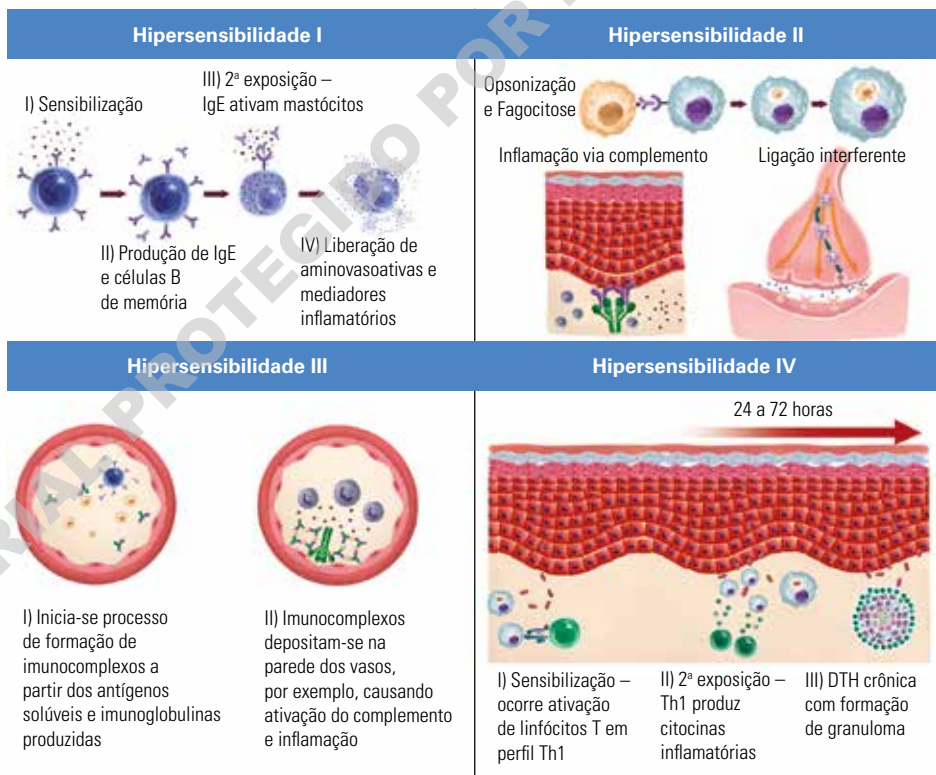 Hipersensibilidade I
Hipersensibilidade II
I) Sensibilização
III) 2ª exposição –
IgE ativam mastócitos
II) Produção de IgE
e células B
de memória
IV) Liberação de
aminovasoativas e
mediadores
inflamatórios
Opsonização
e Fagocitose
Inflamação via complemento
Ligação interferente
Hipersensibilidade III
Hipersensibilidade IV
I) Inicia-se processo
de formação de
imunocomplexos a
partir dos antígenos
solúveis e imunoglobulinas
produzidas
II) Imunocomplexos
depositam-se na
parede dos vasos,
por exemplo, causando
ativação do complemento
e inflamação
24 a 72 horas
I) Sensibilização –
ocorre ativação
de linfócitos T em
perfil Th1
II) 2ª exposição –
Th1 produz
citocinas
inflamatórias
III) DTH crônica
com formação
de granuloma
PROTEGIDO POR